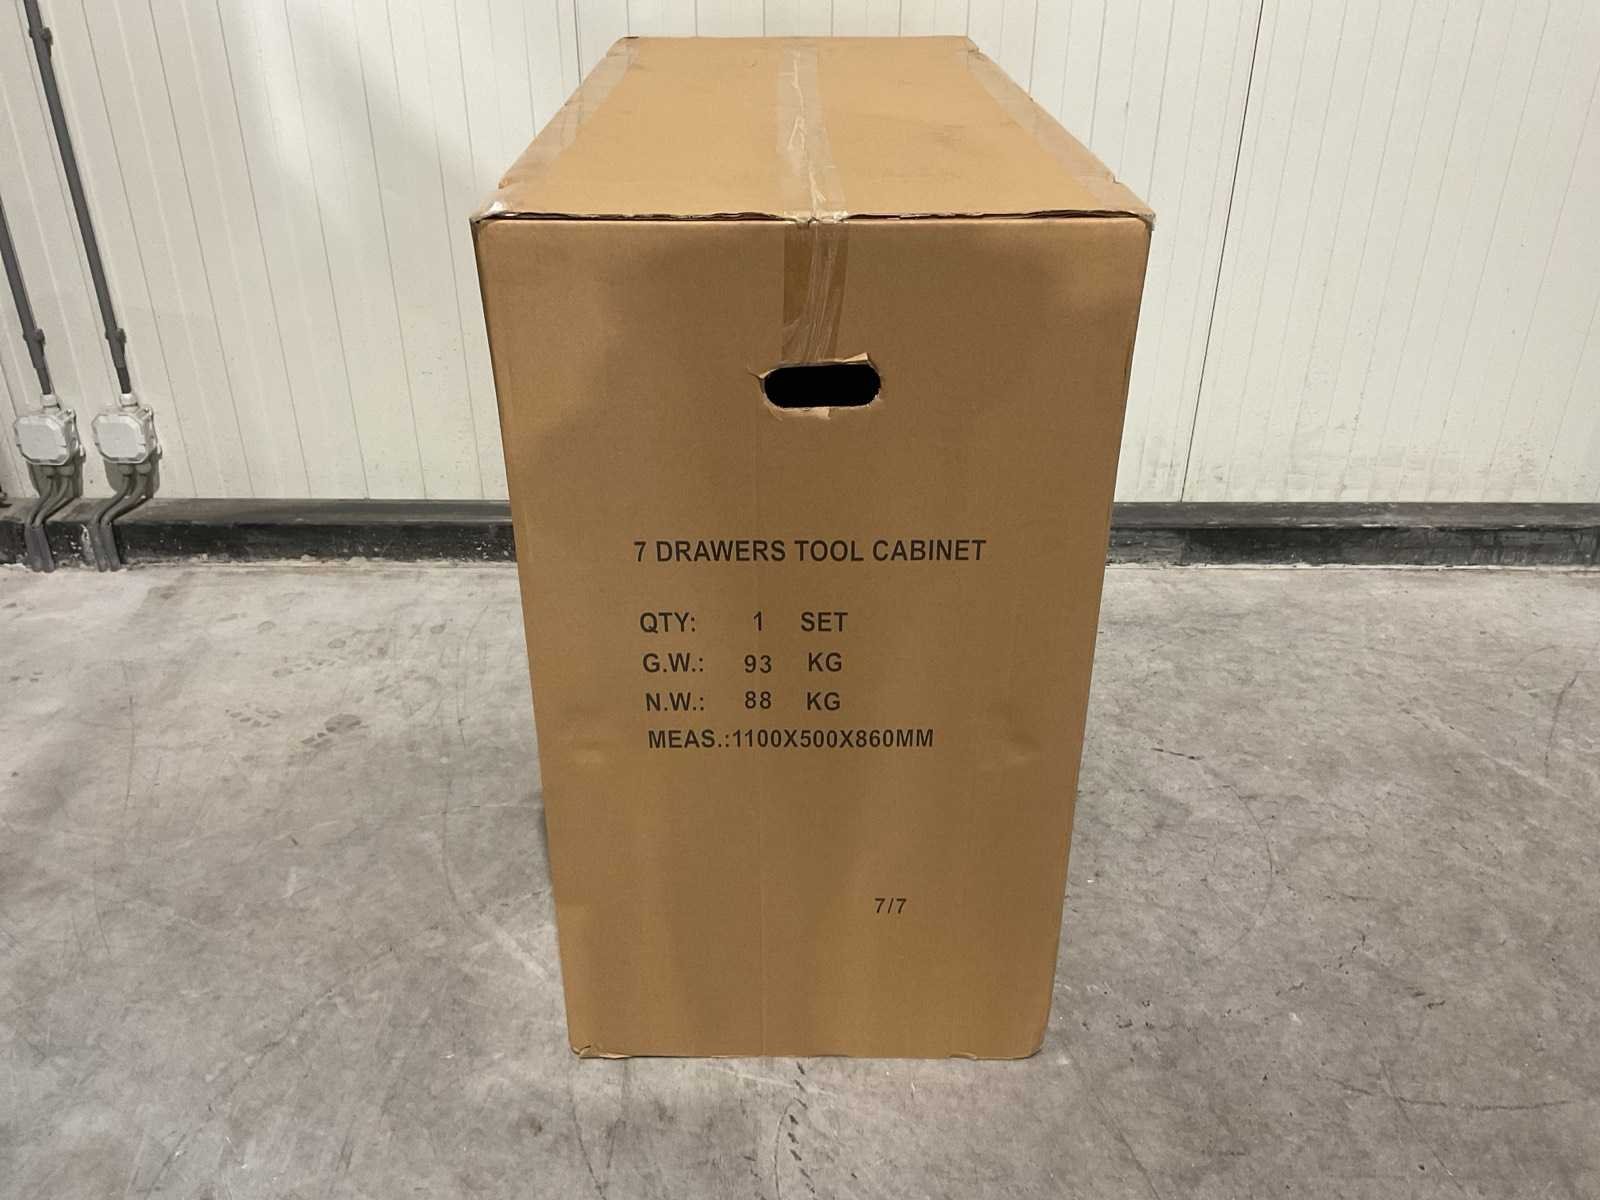 7 DRAWERS TOOL CABINET
QTY: 1 SET
G.W.: 93 KG
N.W.: 88 KG
MEAS.:1100X500X860MM
7/7